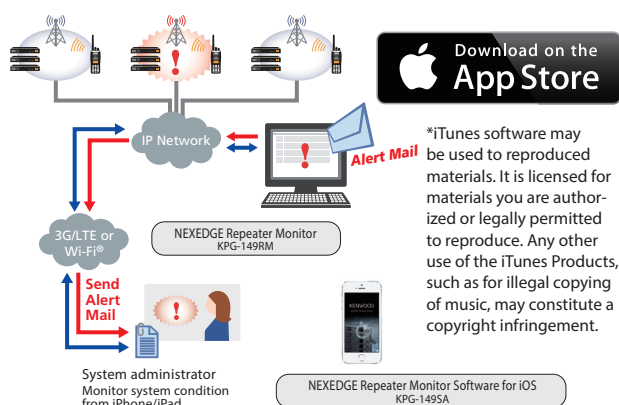 Download on the
App Store
IP Network
Alert Mail
*iTunes software may
be used to reproduced
materials. It is licensed for
materials you are author-
ized or legally permitted
to reproduce. Any other
use of the iTunes Products,
such as for illegal copying
of music, may constitute a
copyright infringement.
3G/LTE or
Wi-Fi®
NEXEDGE Repeater Monitor
KPG-149RM
Send
Alert
Mail
KENWOOD
System administrator
Monitor system condition
from iPhone/iPad
NEXEDGE Repeater Monitor Software for iOS
KPG-149SA